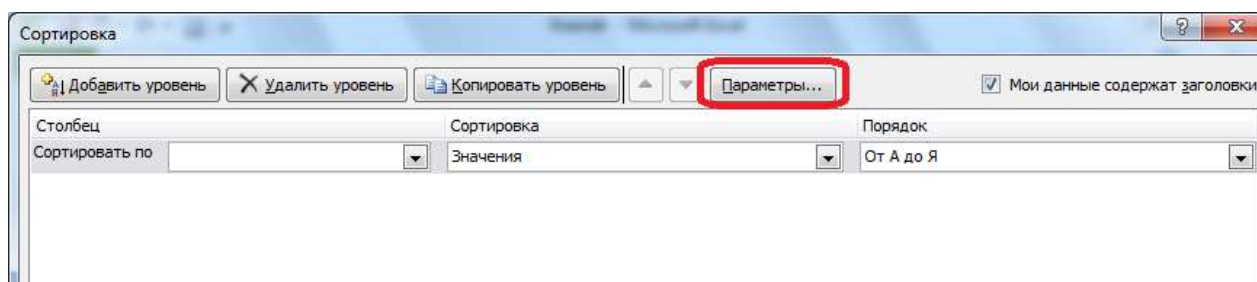 Сортировка
Добавить уровень Удалить уровень Копировать уровень Параметры... Мои данные содержат заголовки
Столбец Сортировка Порядок
Сортировать по Значения От А до Я